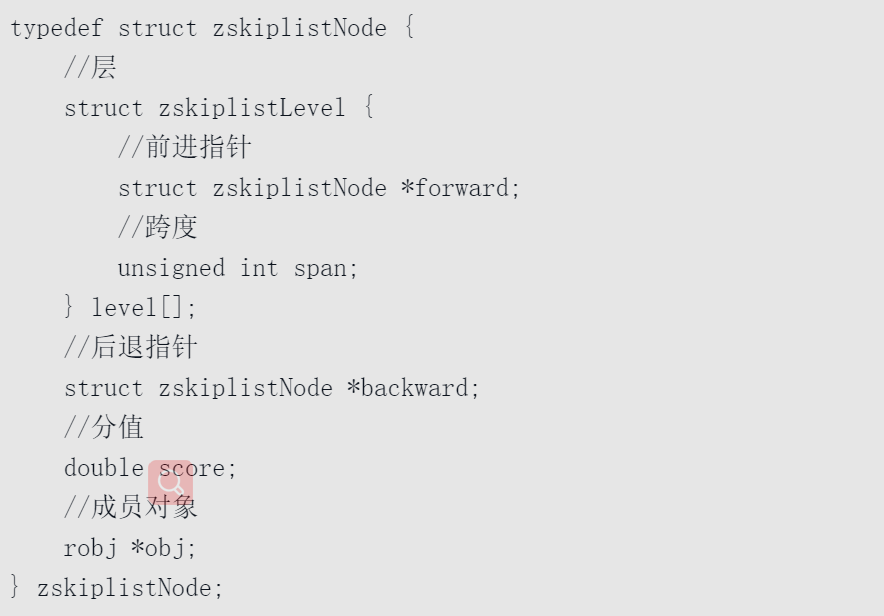 typedef struct zskiplistNode {
    //层
    struct zskiplistLevel {
        //前进指针
        struct zskiplistNode *forward;
        //跨度
        unsigned int span;
    } level[];
    //后退指针
    struct zskiplistNode *backward;
    //分值
    double score;
    //成员对象
    robj *obj;
} zskiplistNode;